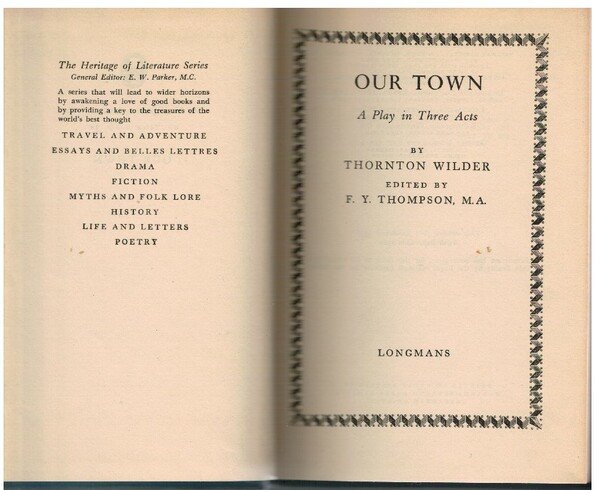 The Heritage of Literature Series
General Editor: E. W. Parker, M.C.
A series that will lead to wider horizons
by awakening a love of good books and
by providing a key to the treasures of the
world's best thought
TRAVEL AND ADVENTURE
ESSAYS AND BELLES LETTRES
DRAMA
FICTION
MYTHS AND FOLK LORE
HISTORY
LIFE AND LETTERS
POETRY
OUR TOWN
A Play in Three Acts
BY
THORNTON WILDER
EDITED BY
F. Y. THOMPSON, M.A.
LONGMANS